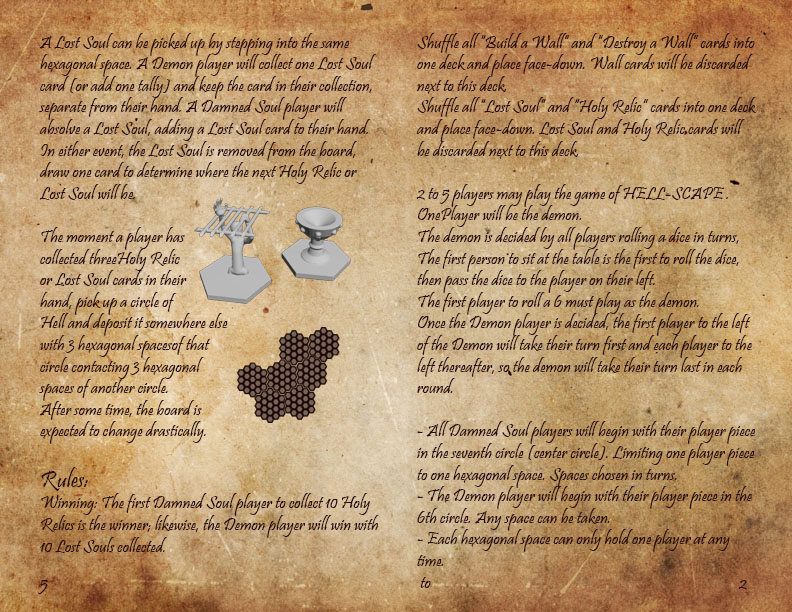 A Lost Soul can be picked up by stepping into the same
hexagonal space. A Demon player will collect one Lost Soul
card (or add one tally) and keep the card in their collection,
separate from their hand. A Damned Soul player will
absolve a Lost Soul, adding a Lost Soul card to their hand.
In either event, the Lost Soul is removed from the board,
draw one card to determine where the next Holy Relic or
Lost Soul will be.
The moment a player has
collected threeHoly Relic
or Lost Soul cards in their
hand, pick up a circle of
Hell and deposit it somewhere else
with 3 hexagonal spacesof that
circle contacting 3 hexagonal
spaces of another circle.
After some time, the board is
expected to change drastically.
Rules:
Winning: The first Damned Soul player to collect 10 Holy
Relics is the winner; likewise, the Demon player will win with
10 Lost Souls collected.
5
Shuffle all "Build a Wall" and "Destroy a Wall" cards into
one deck and place face-down. Wall cards will be discarded
next to this deck.
Shuffle all "Lost Soul" and "Holy Relic" cards into one deck
and place face-down. Lost Soul and Holy Relic cards will
be discarded next to this deck.
2 to 5 players may play the game of HELL-SCAPE.
OnePlayer will be the demon.
The demon is decided by all players rolling a dice in turns,
The first person to sit at the table is the first to roll the dice,
then pass the dice to the player on their left.
The first player to roll a 6 must play as the demon.
Once the Demon player is decided, the first player to the left
of the Demon will take their turn first and each player to the
left thereafter, so the demon will take their turn last in each
round.
- All Damned Soul players will begin with their player piece
in the seventh circle (center circle). Limiting one player piece
to one hexagonal space. Spaces chosen in turns.
- The Demon player will begin with their player piece in the
6th circle. Any space can be taken.
- Each hexagonal space can only hold one player at any
time.
to
2